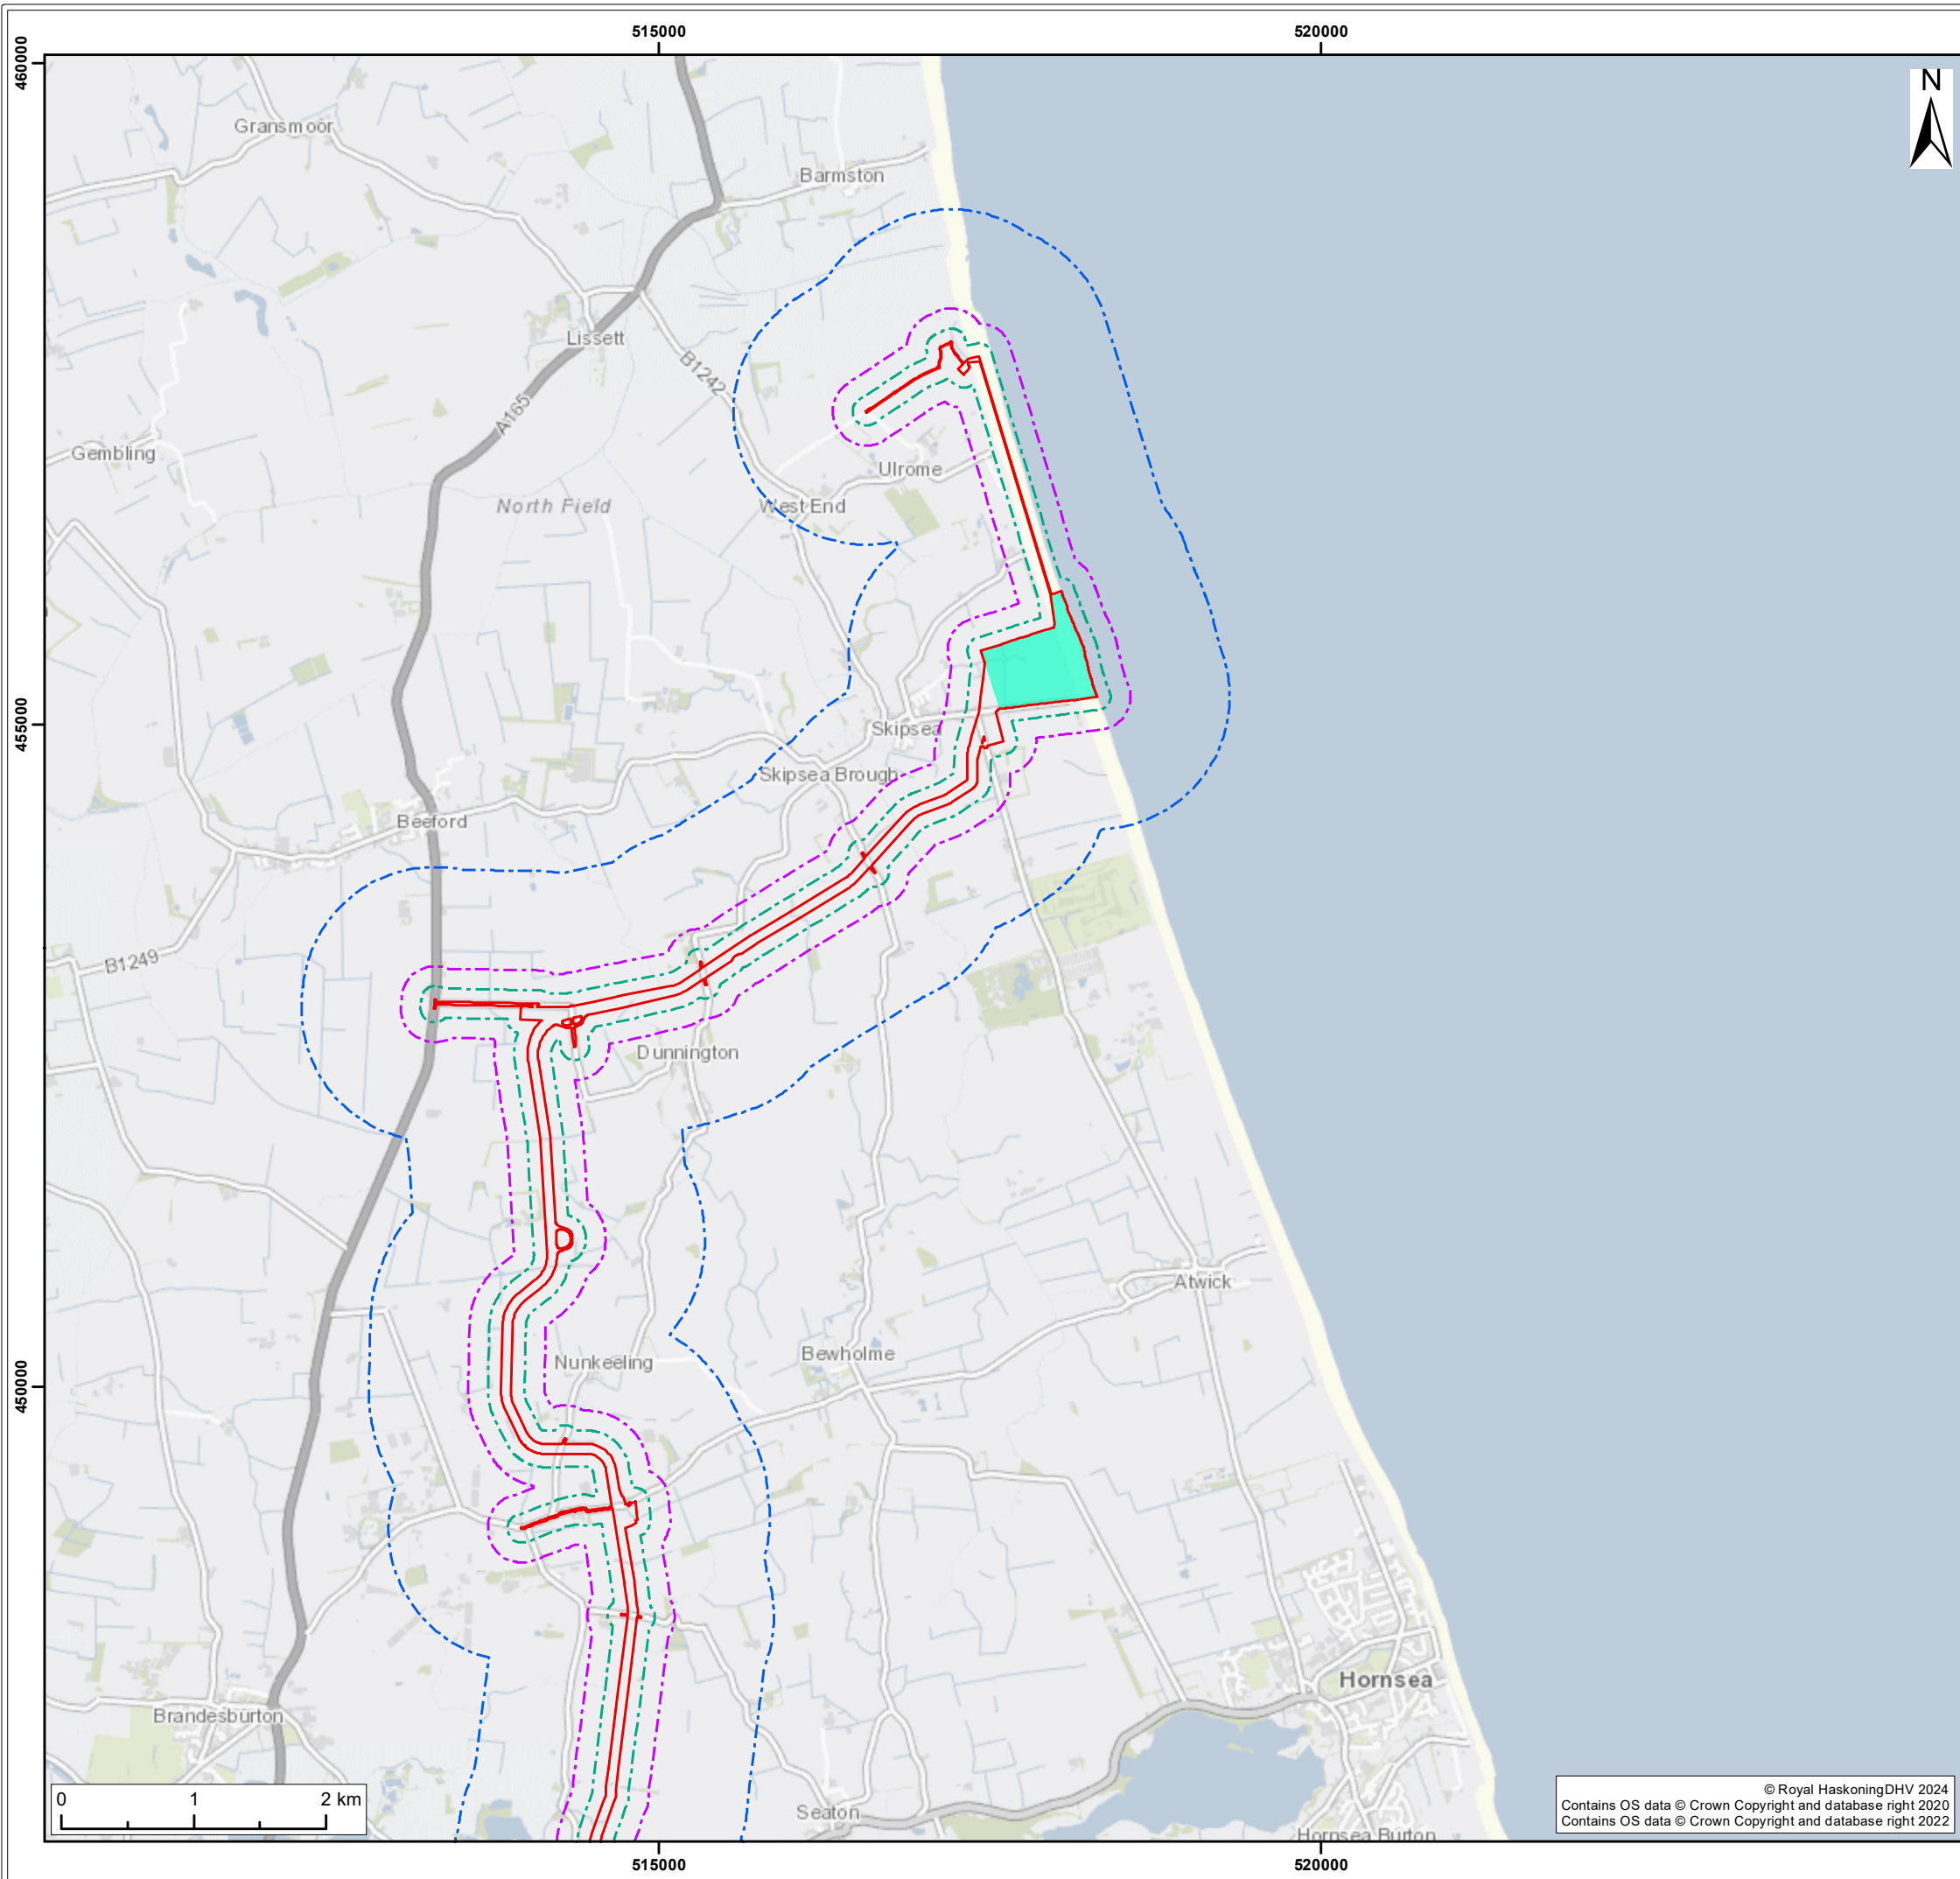 515000
520000
460000
N
Gransmoor
Barmston
Lissett
B1242
A165
Gembling
Ulrome
North Field
West End
455000
Skipsea
Skipsea Brough
Beeford
B1249
Dunnington
Atwick
Bewholme
Nunkeeling
450000
Hornsea
Brandesburton
0 1 2 km
Seaton
© Royal HaskoningDHV 2024
Contains OS data © Crown Copyright and database right 2020
Contains OS data © Crown Copyright and database right 2022
Hornsea Burton
515000
520000